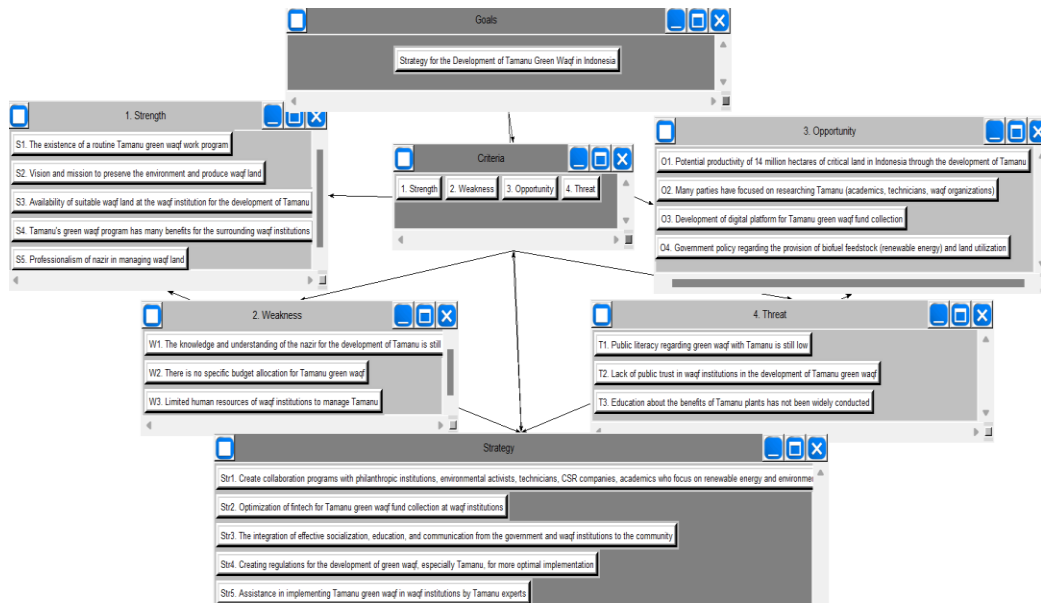 Goals
Strategy for the Development of Tamanu Green Waqf in Indonesia
1. Strength
S1. The existence of a routine Tamanu green waqf work program
S2. Vision and mission to preserve the environment and produce waqf land
S3. Availability of suitable waqf land at the waqf institution for the development of Tamanu
S4. Tamanu's green waqf program has many benefits for the surrounding waqf institutions
S5. Professionalism of nazir in managing waqf land
Criteria
1. Strength 2. Weakness 3. Opportunity 4. Threat
3. Opportunity
O1. Potential productivity of 14 million hectares of critical land in Indonesia through the development of Tamanu
O2. Many parties have focused on researching Tamanu (academics, technicians, waqf organizations)
O3. Development of digital platform for Tamanu green waqf fund collection
O4. Government policy regarding the provision of biofuel feedstock (renewable energy) and land utilization
2. Weakness
W1. The knowledge and understanding of the nazir for the development of Tamanu is still
W2. There is no specific budget allocation for Tamanu green waqf
W3. Limited human resources of waqf institutions to manage Tamanu
4. Threat
T1. Public literacy regarding green waqf with Tamanu is still low
T2. Lack of public trust in waqf institutions in the development of Tamanu green waqf
T3. Education about the benefits of Tamanu plants has not been widely conducted
Strategy
Str1. Create collaboration programs with philanthropic institutions, environmental activists, technicians, CSR companies, academics who focus on renewable energy and environme
Str2. Optimization of fintech for Tamanu green waqf fund collection at waqf institutions
Str3. The integration of effective socialization, education, and communication from the government and waqf institutions to the community
Str4. Creating regulations for the development of green waqf, especially Tamanu, for more optimal implementation
Str5. Assistance in implementing Tamanu green waqf in waqf institutions by Tamanu experts